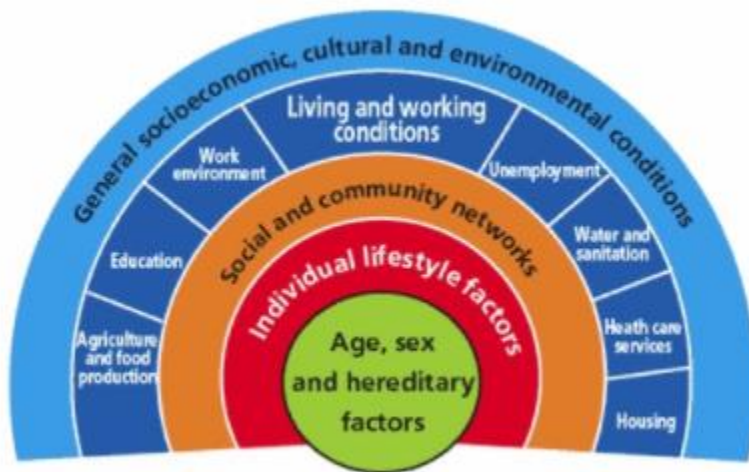 General socioeconomic, cultural and environmental conditions
Living and working
conditions
Work
environment
Unemployment
Education
Water and
sanitation
Agriculture
and food
production
Heath care
services
Housing
Social and community networks
Individual lifestyle factors
Age, sex
and hereditary
factors